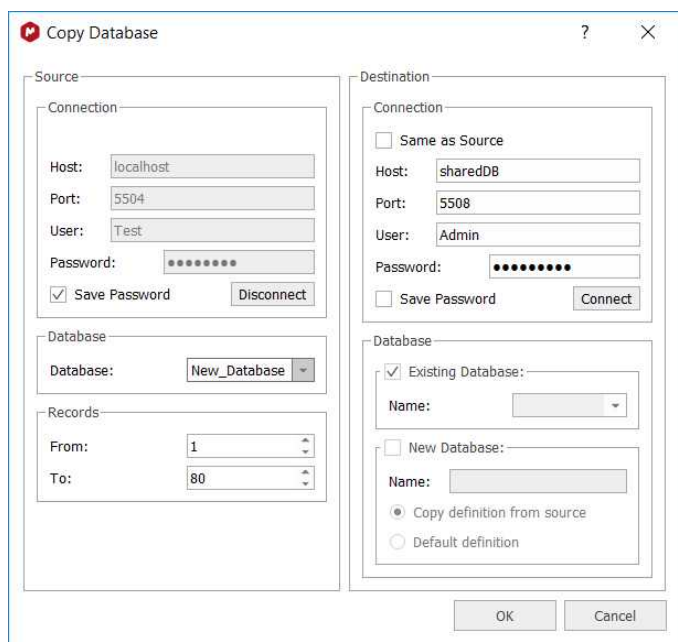 Copy Database
?
Source
Connection
Host: localhost
Port: 5504
User: Test
Password: ●●●●●●●●
Save Password Disconnect
Database
Database: New_Database
Records
From: 1
To: 80
Destination
Connection
Same as Source
Host: sharedDB
Port: 5508
User: Admin
Password: ●●●●●●●●●
Save Password Connect
Database
Existing Database:
Name:
New Database:
Name:
Copy definition from source
Default definition
OK Cancel